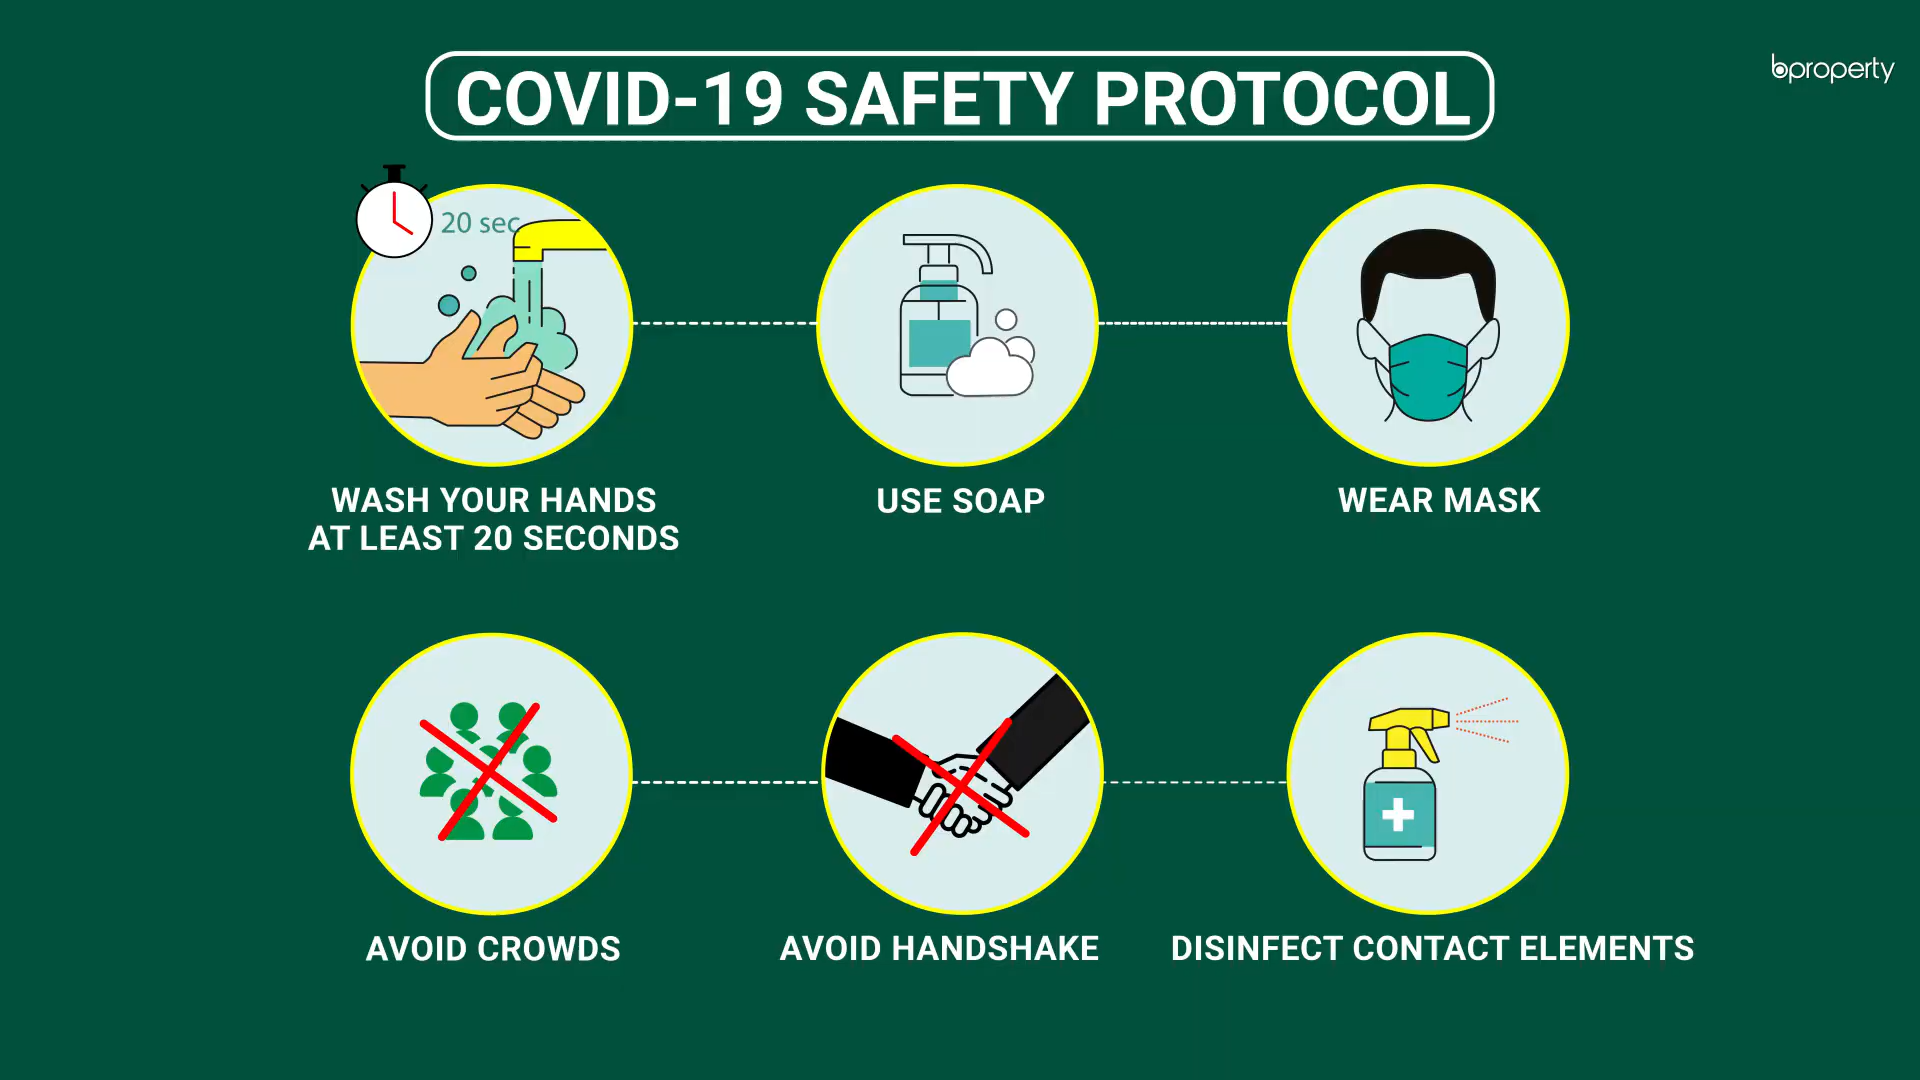 COVID-19 SAFETY PROTOCOL
bproperty
20 sec
WASH YOUR HANDS
AT LEAST 20 SECONDS
USE SOAP
WEAR MASK
AVOID CROWDS
AVOID HANDSHAKE
DISINFECT CONTACT ELEMENTS